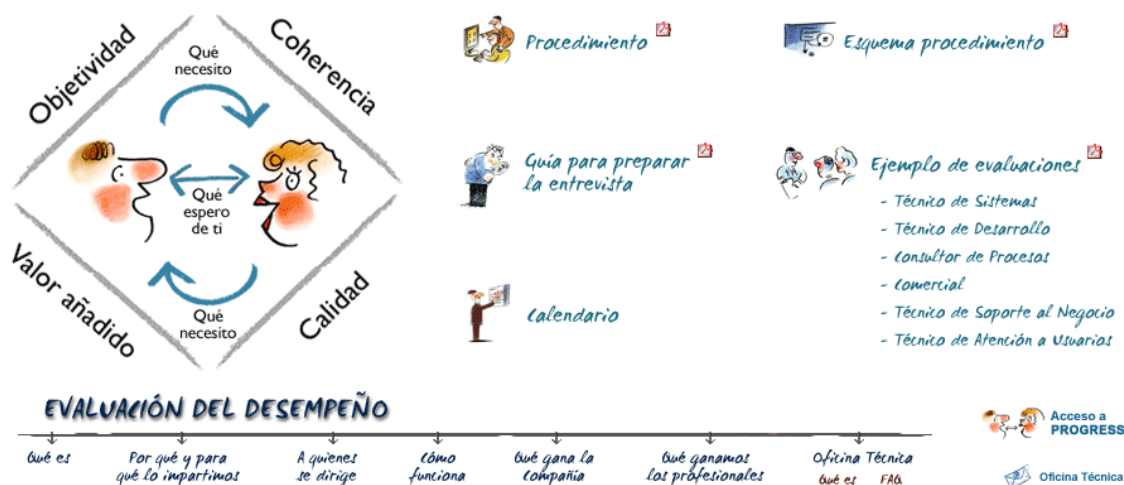 Objetividad
Coherencia
Qué
necesito
Qué
espero
de ti
Valor añadido
Calidad
Qué
necesito
Procedimiento
Esquema procedimiento
Guía para preparar
la entrevista
Ejemplo de evaluaciones
- Técnico de Sistemas
- Técnico de Desarrollo
- Consultor de Procesos
- Comercial
- Técnico de Soporte al Negocio
- Técnico de Atención a Usuarios
Calendario
EVALUACIÓN DEL DESEMPEÑO
Acceso a
PROGRESS
Qué es
Por qué y para
qué lo impartimos
A quienes
se dirige
Cómo
funciona
Qué gana la
Compañía
Qué ganamos
los profesionales
Oficina Técnica
Qué es FAQ
Oficina Técnica